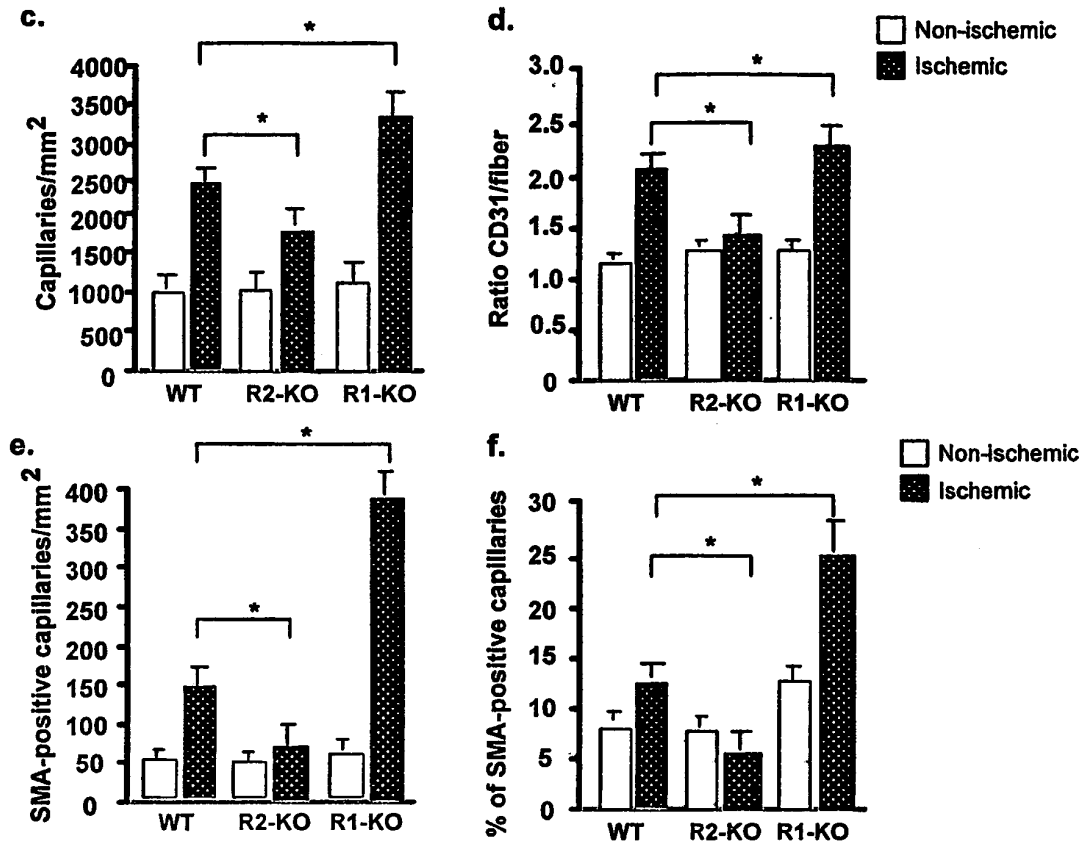 c.
*
*
Capillaries/mm²
4000
3500
3000
2500
2000
1500
1000
500
0
WT R2-KO R1-KO
d.
Non-ischemic
Ischemic
*
*
Ratio CD31/fiber
3.0
2.5
2.0
1.5
1.0
0.5
0
WT R2-KO R1-KO
e.
*
*
SMA-positive capillaries/mm²
400
350
400
300
250
200
150
100
50
0
WT R2-KO R1-KO
f.
Non-ischemic
Ischemic
*
*
% of SMA-positive capillaries
30
25
15
10
5
0
WT R2-KO R1-KO